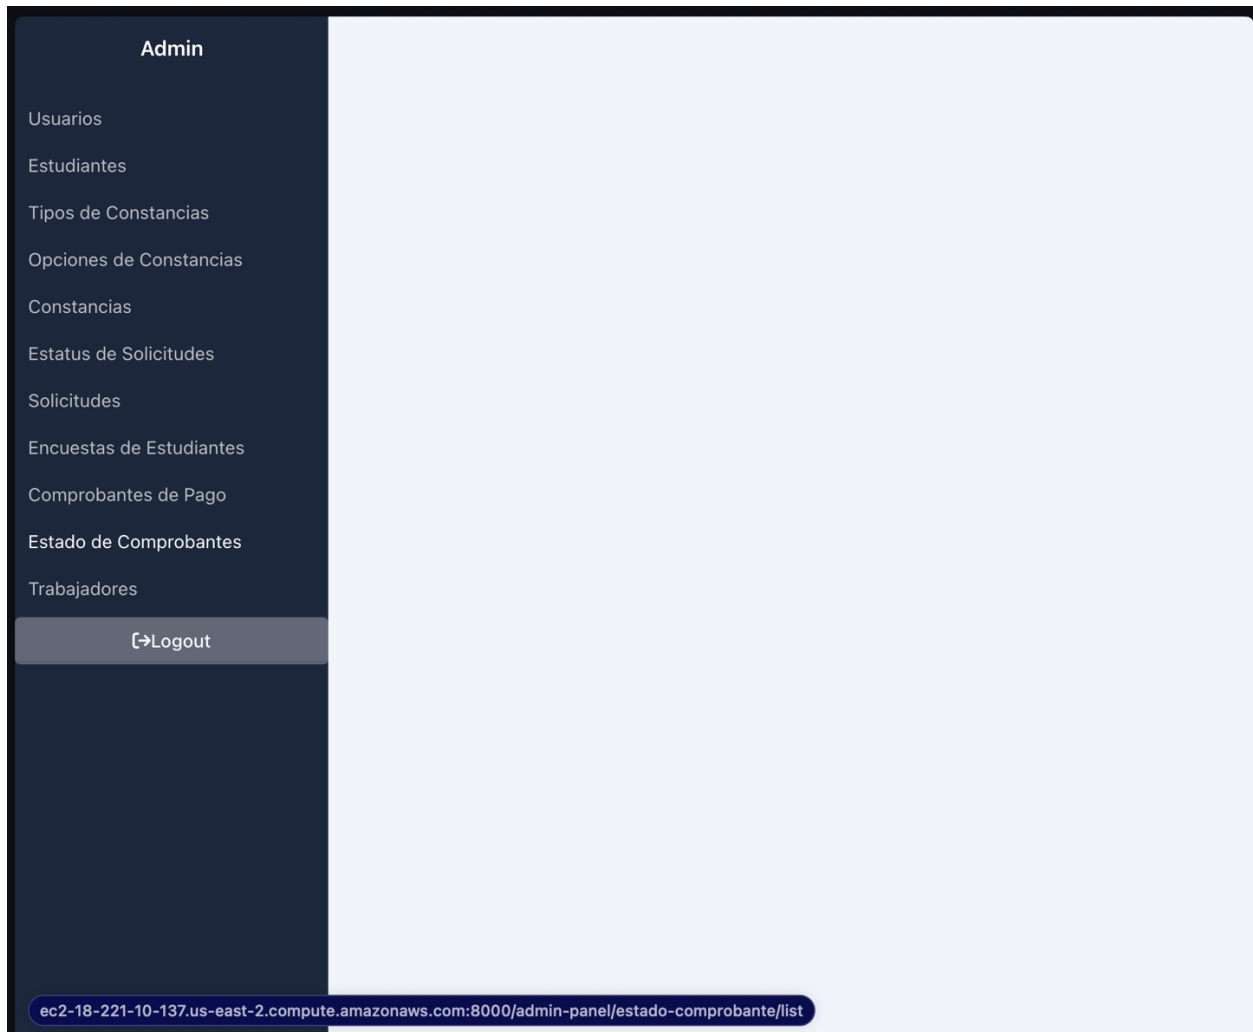 Admin
Usuarios
Estudiantes
Tipos de Constancias
Opciones de Constancias
Constancias
Estatus de Solicitudes
Solicitudes
Encuestas de Estudiantes
Comprobantes de Pago
Estado de Comprobantes
Trabajadores
Logout
ec2-18-221-10-137.us-east-2.compute.amazonaws.com:8000/admin-panel/estado-comprobante/list